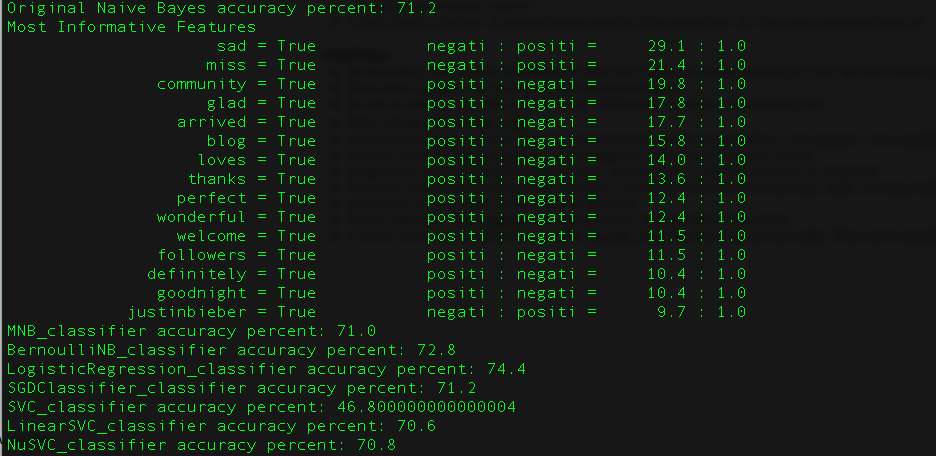 Original Naive Bayes accuracy percent: 71.2
Most Informative Features
sad = True negati : positi = 29.1 : 1.0
miss = True negati : positi = 21.4 : 1.0
community = True positi : negati = 19.8 : 1.0
glad = True positi : negati = 17.8 : 1.0
arrived = True positi : negati = 17.7 : 1.0
blog = True positi : negati = 15.8 : 1.0
loves = True positi : negati = 14.0 : 1.0
thanks = True positi : negati = 13.6 : 1.0
perfect = True positi : negati = 12.4 : 1.0
wonderful = True positi : negati = 12.4 : 1.0
welcome = True positi : negati = 11.5 : 1.0
followers = True positi : negati = 11.5 : 1.0
definitely = True positi : negati = 10.4 : 1.0
goodnight = True positi : negati = 10.4 : 1.0
justinbieber = True negati : positi = 9.7 : 1.0
MNB_classifier accuracy percent: 71.0
BernoulliNB_classifier accuracy percent: 72.8
LogisticRegression_classifier accuracy percent: 74.4
SGDClassifier_classifier accuracy percent: 71.2
SVC_classifier accuracy percent: 46.800000000000004
LinearSVC_classifier accuracy percent: 70.6
NuSVC_classifier accuracy percent: 70.8